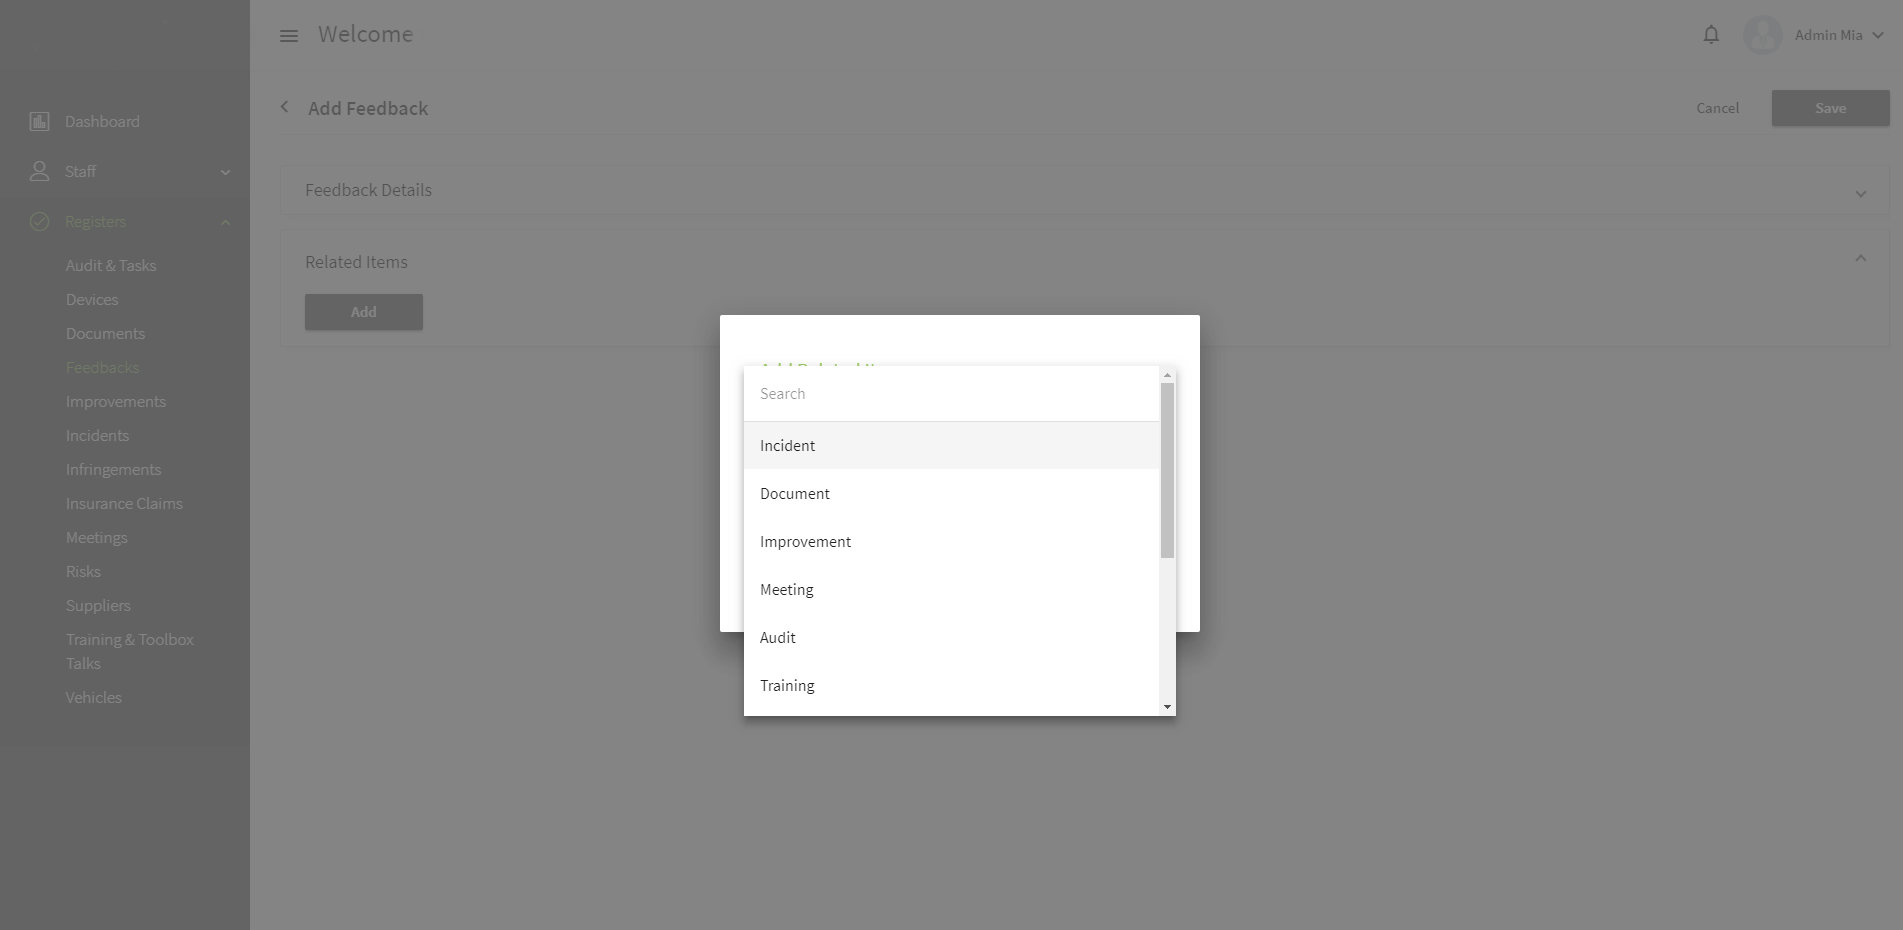 Welcome
Admin Mia
Add Feedback
Cancel
Save
Dashboard
Staff
Registers
Audit & Tasks
Devices
Documents
Feedbacks
Improvements
Incidents
Infringements
Insurance Claims
Meetings
Risks
Suppliers
Training & Toolbox
Talks
Vehicles
Feedback Details
Related Items
Add
Search
Incident
Document
Improvement
Meeting
Audit
Training